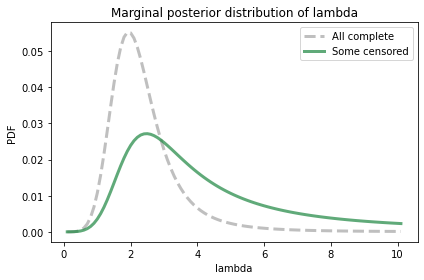 Marginal posterior distribution of lambda
All complete
Some censored
PDF
0.05
0.04
0.03
0.02
0.01
0.00
0 2 4 6 8 10
lambda